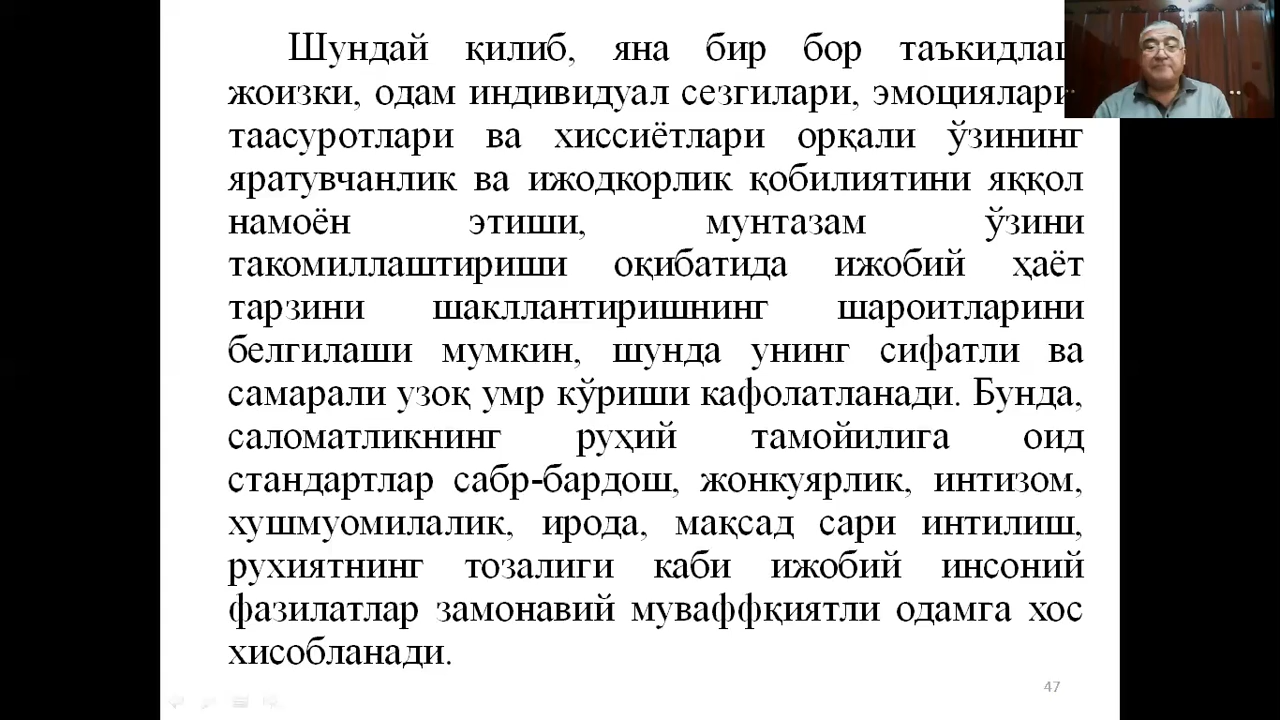 Шундай қилиб, яна бир бор
жоизки, одам индивидуал сезгилари, эмоциялари
таасуротлари ва хиссиётлари орқали ўзининг
яратувчанлик ва ижодкорлик қобилиятини яққол
намоён этиши, мунтазам ўзини
такомиллаштириши оқибатида ижобий ҳаёт
тарзини шакллантиришнинг шароитларини
белгилаши мумкин, шунда унинг сифатли ва
самарали узоқ умр кўриши кафолатланади. Бунда,
саломатликнинг руҳий тамойилига оид
стандартлар сабр-бардош, жонкуярлик, интизом,
хушмуомилалик, ирода, мақсад сари интилиш,
рухиятнинг тозалиги каби ижобий инсоний
фазилатлар замонавий муваффқиятли одамга хос
хисобланади.
47